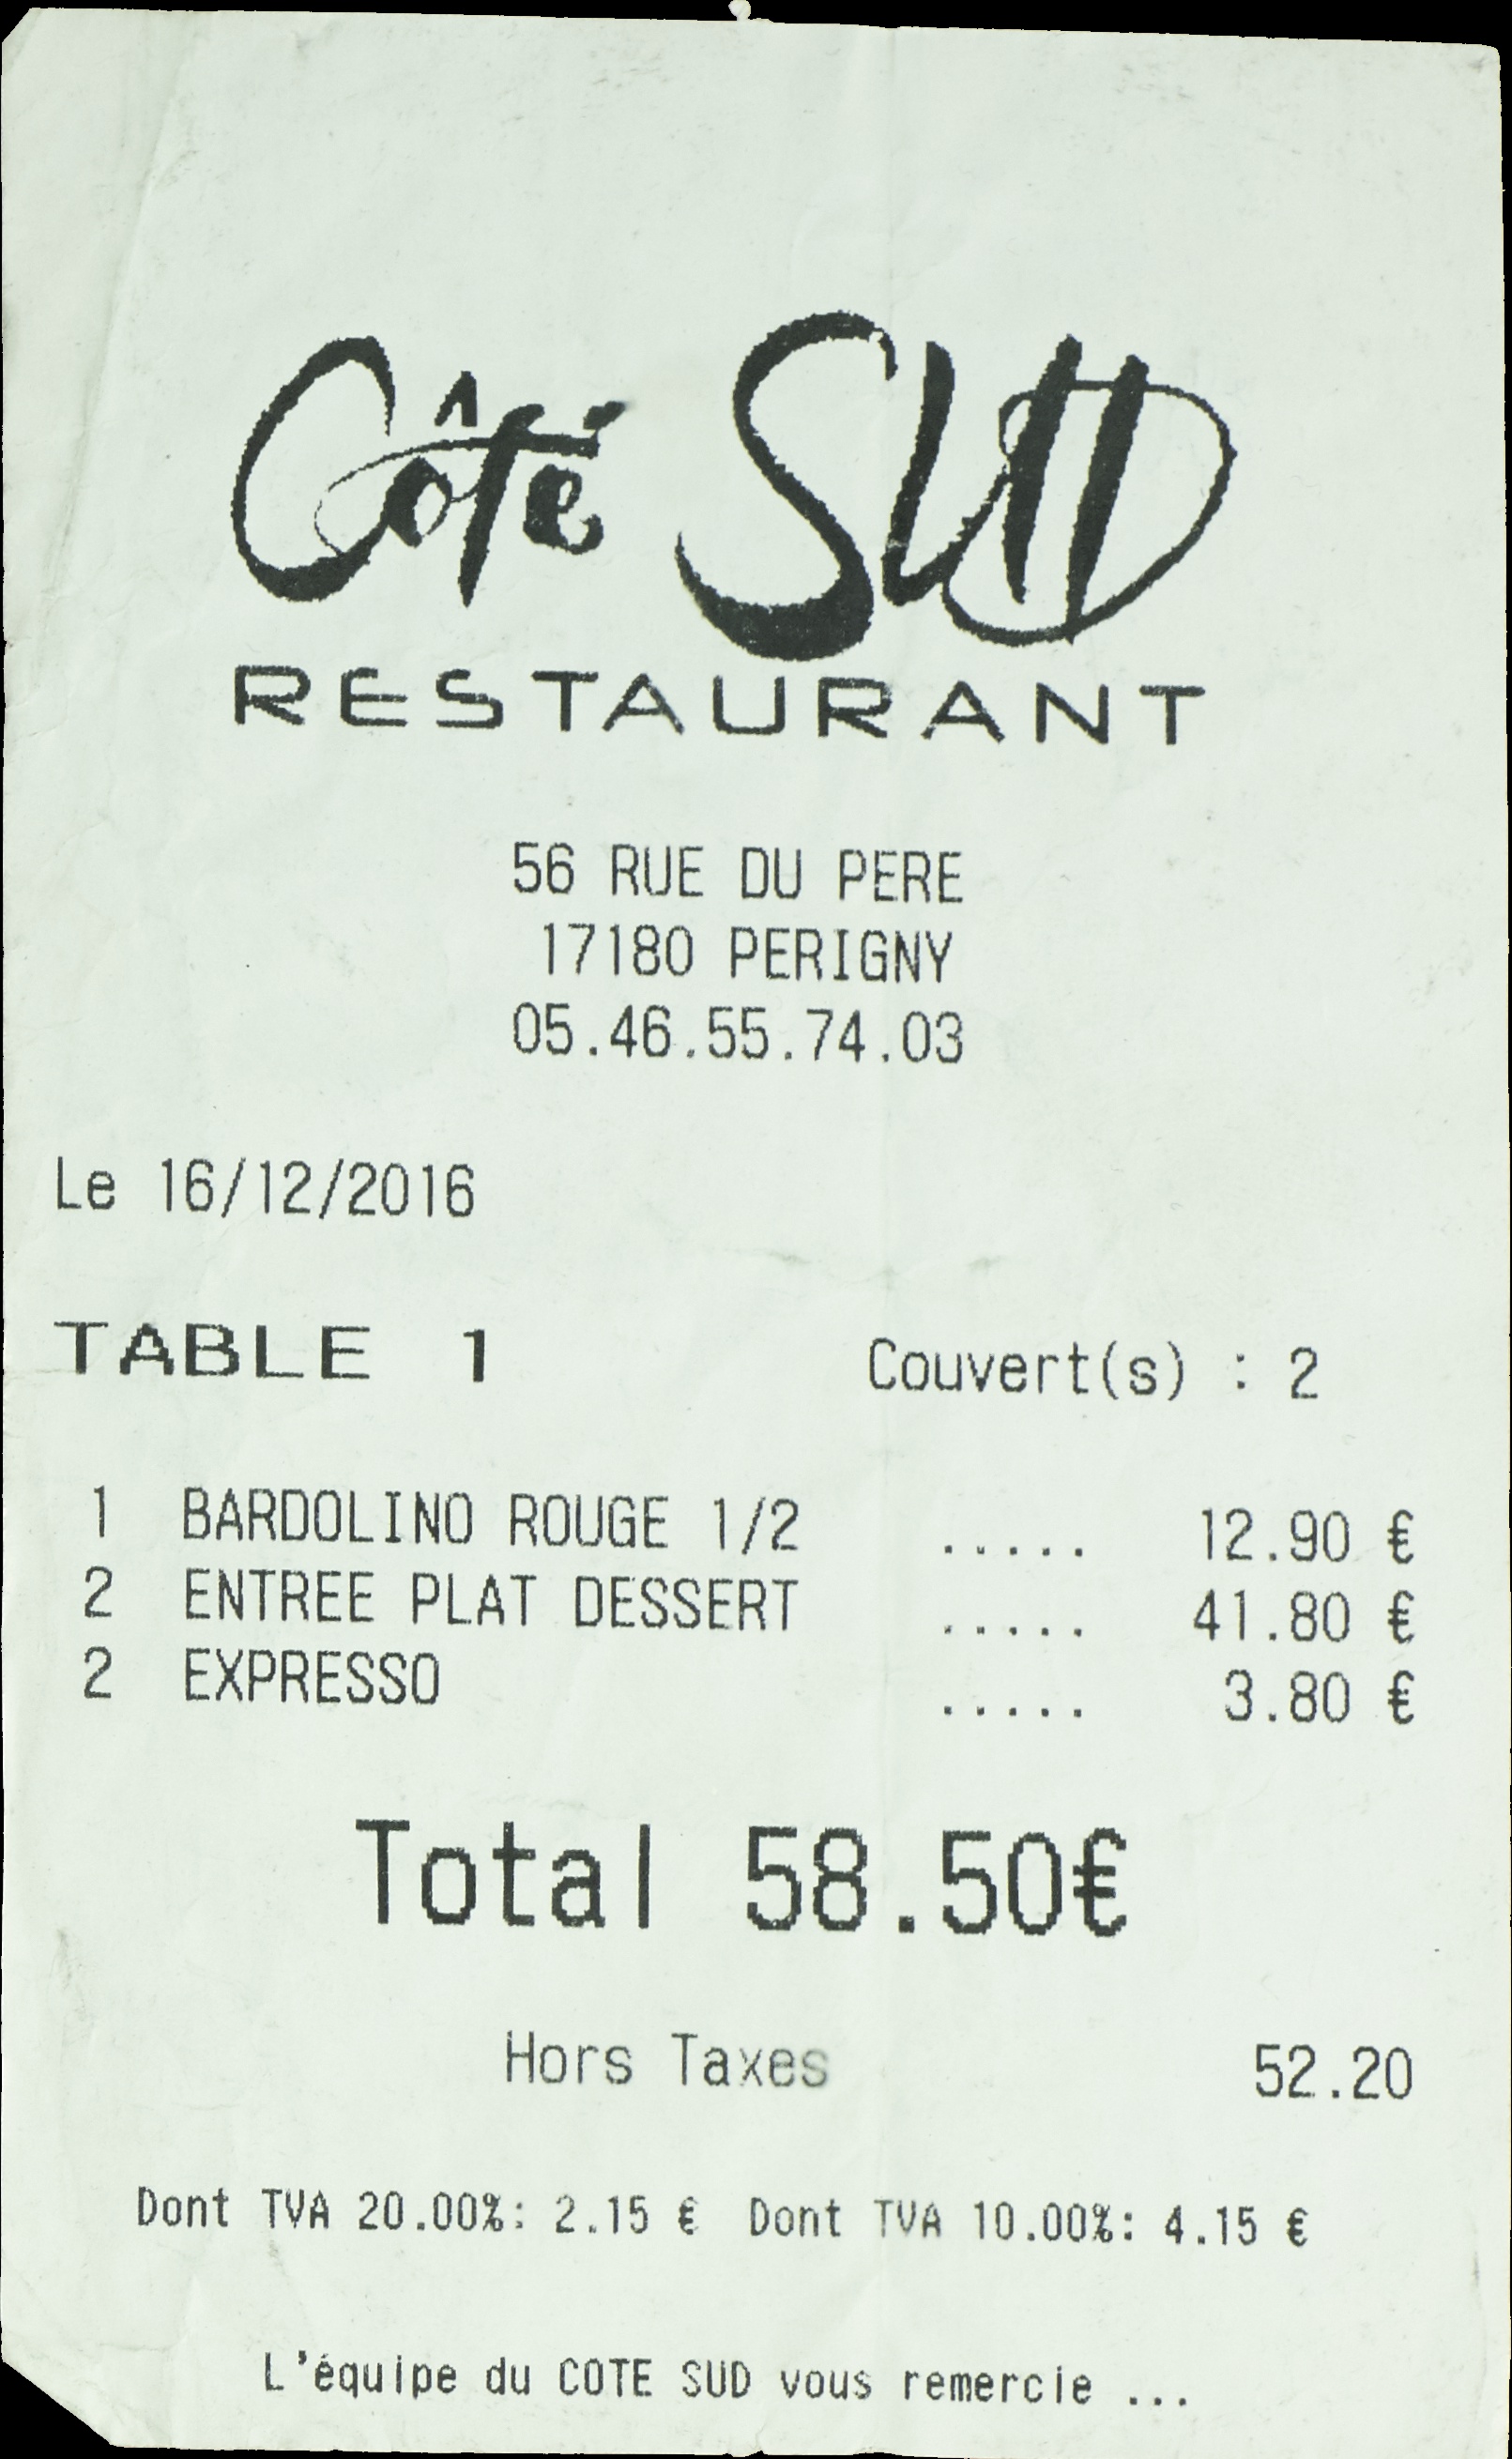 Côté SUD
RESTAURANT
56 RUE DU PERE
17180 PERIGNY
05.46.55.74.03
Le 16/12/2016
TABLE 1 Couvert(s) : 2
1 BARDOLINO ROUGE 1/2 ..... 12.90 €
2 ENTREE PLAT DESSERT ..... 41.80 €
2 EXPRESSO ..... 3.80 €
Total 58.50€
Hors Taxes 52.20
Dont TVA 20.00%: 2.15 € Dont TVA 10.00%: 4.15 €
L'équipe du COTE SUD vous remercie ...